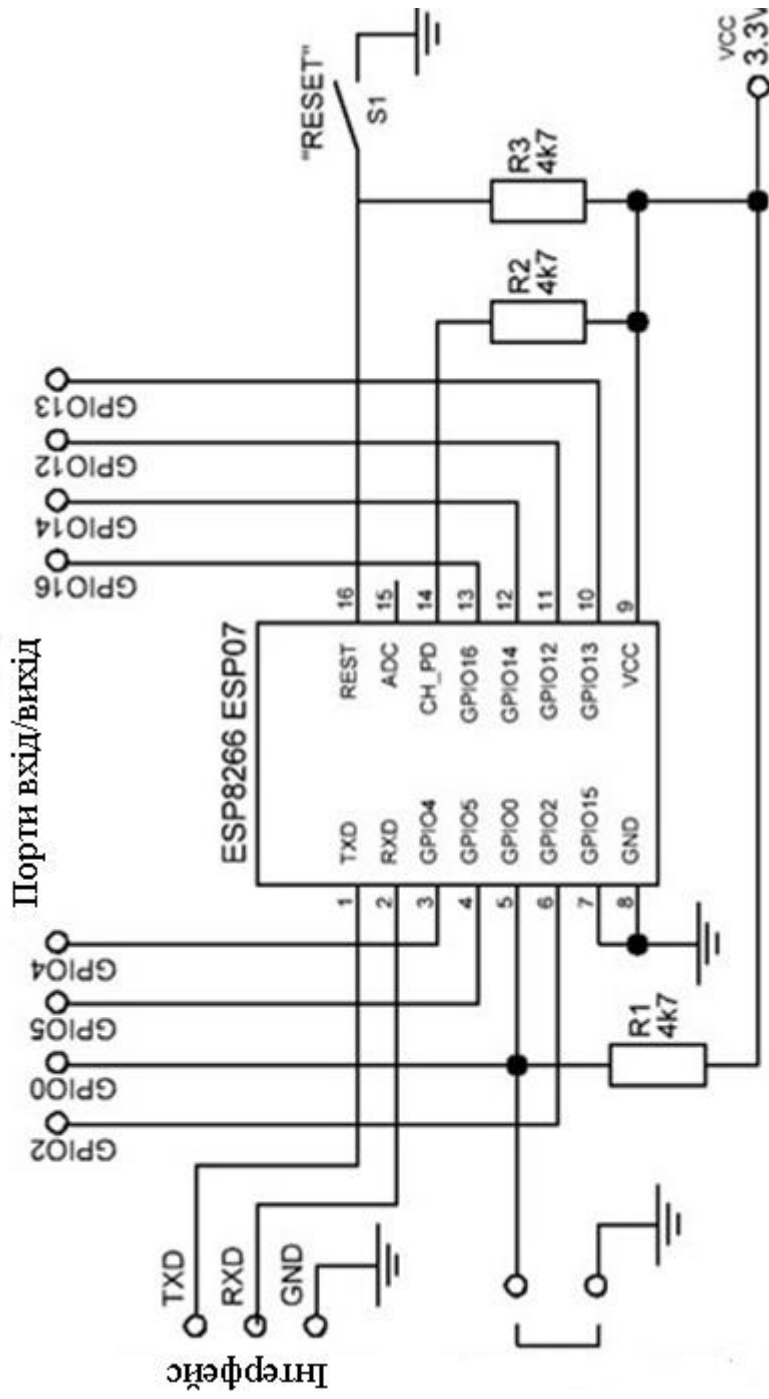 "RESET"
S1
VCC
3.3V
R3
4k7
R2
4k7
GPIO13
GPIO12
GPIO14
GPIO16
Порти вхід/вихід
ESP8266 ESP07
16
15
14
13
12
11
10
9
REST
ADC
CH_PD
GPIO16
GPIO14
GPIO12
GPIO13
VCC
TXD
RXD
GPIO4
GPIO5
GPIO0
GPIO2
GPIO15
GND
1
2
3
4
5
6
7
8
GPIO4
GPIO5
GPIO0
GPIO2
R1
4k7
TXD
RXD
GND
Інтерфейс